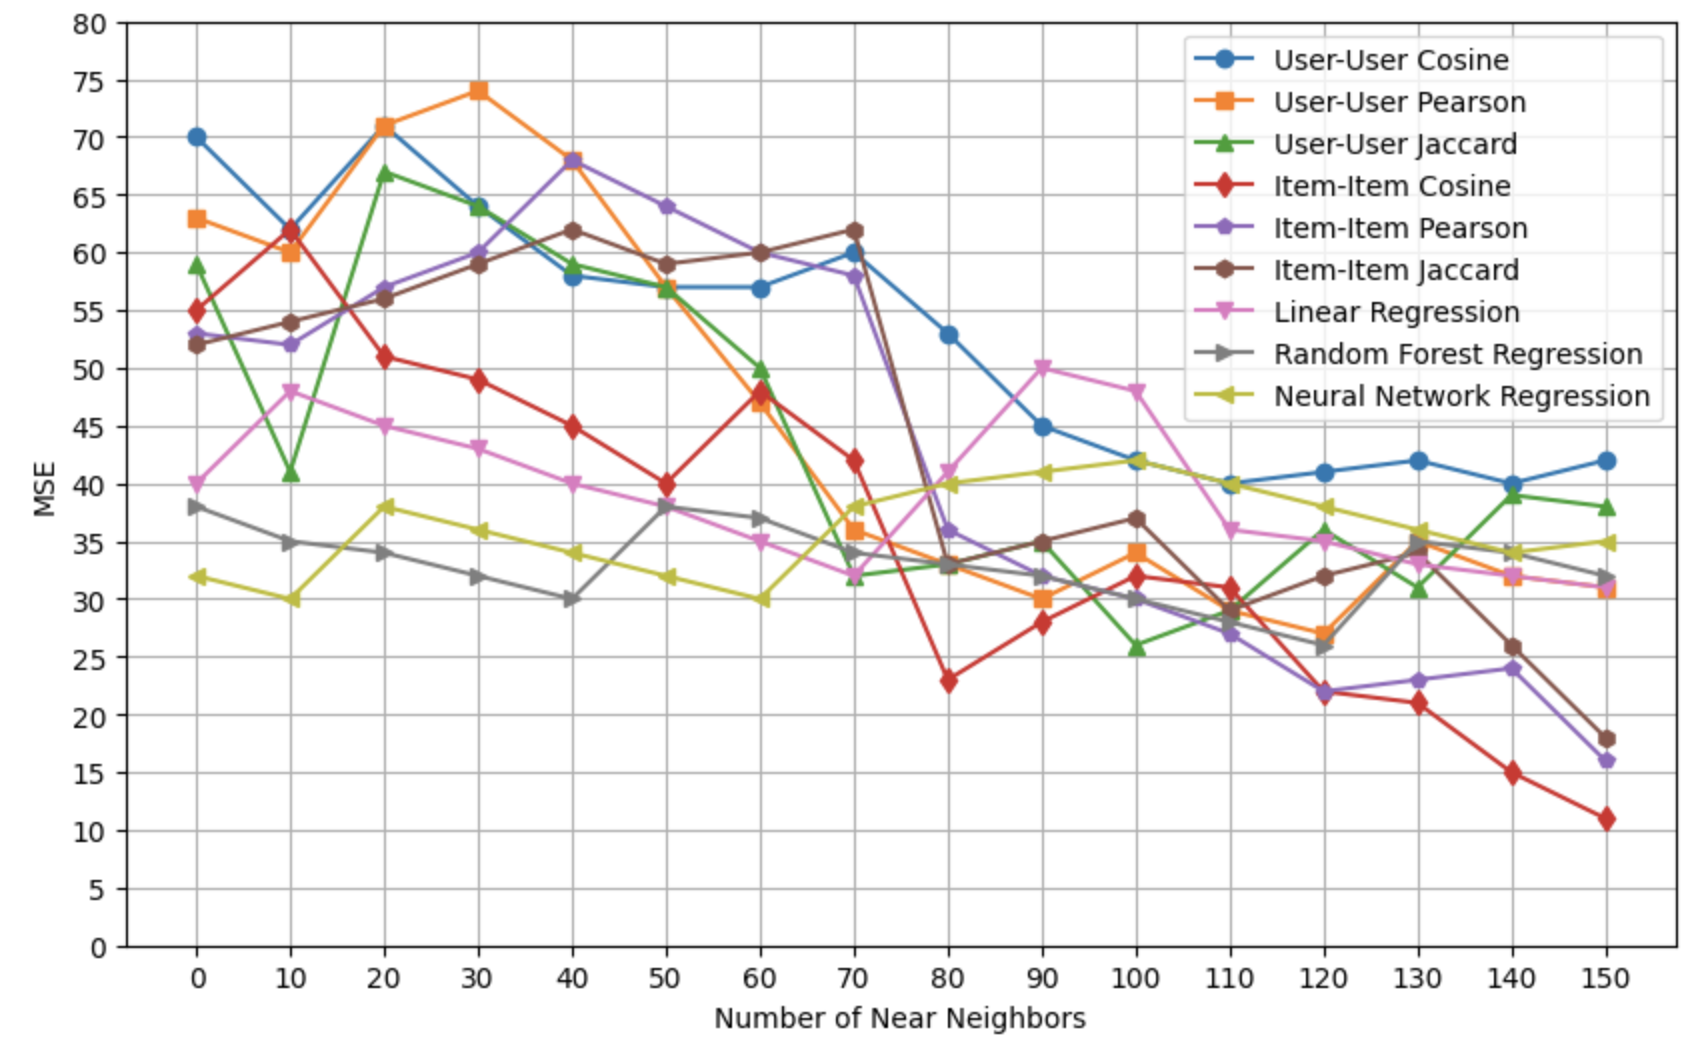 80
75
70
65
60
55
50
45
40
35
30
25
20
15
10
5
0
MSE
User-User Cosine
User-User Pearson
User-User Jaccard
Item-Item Cosine
Item-Item Pearson
Item-Item Jaccard
Linear Regression
Random Forest Regression
Neural Network Regression
0 10 20 30 40 50 60 70 80 90 100 110 120 130 140 150
Number of Near Neighbors